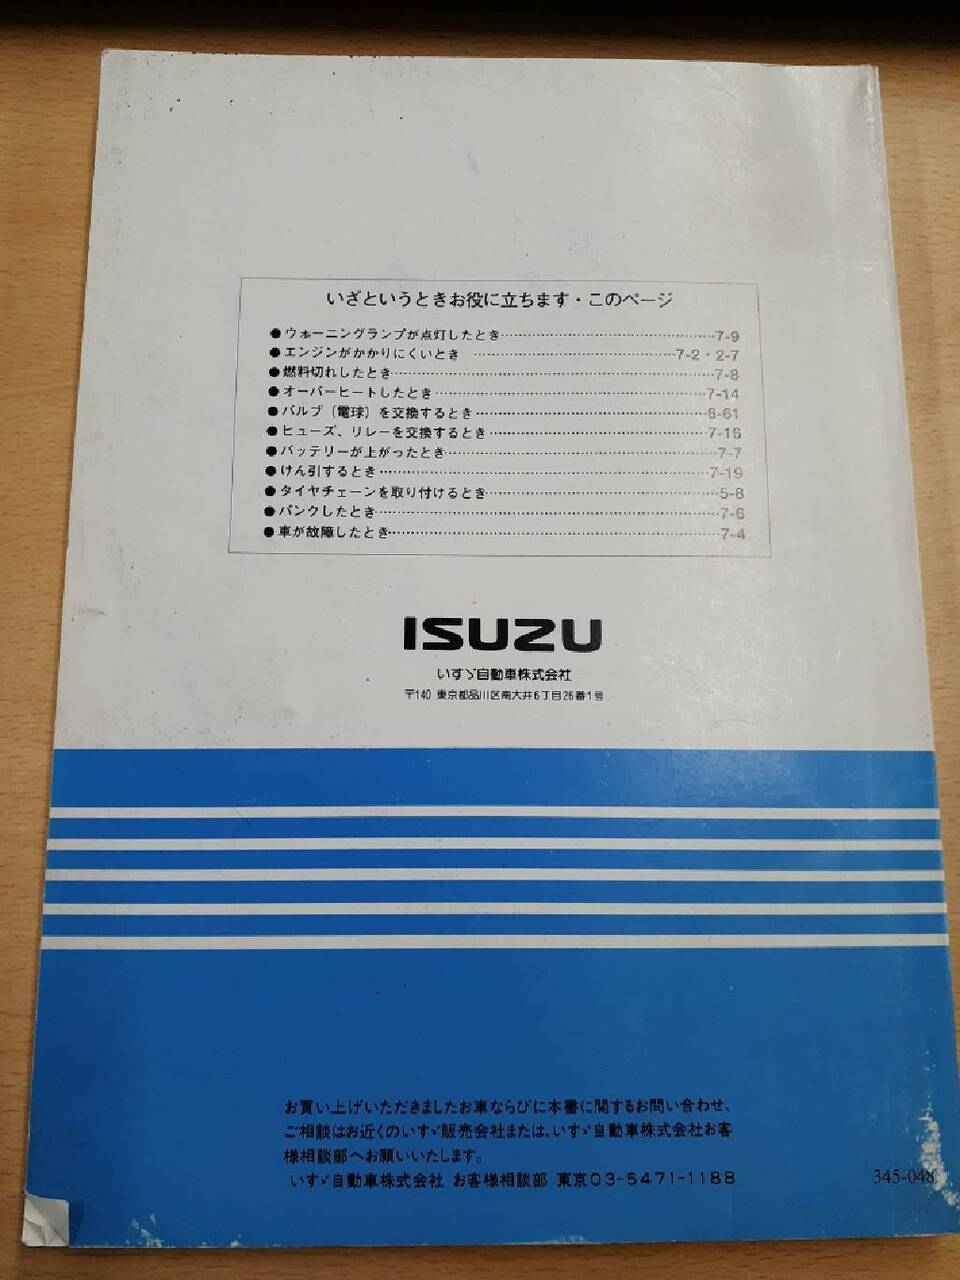 いざというときお役に立ちます・このページ
●ウォーニングランプが点灯したとき 7-9
●エンジンがかかりにくいとき 7-2・2-7
●燃料切れしたとき 7-8
●オーバーヒートしたとき 7-14
●バルブ（電球）を交換するとき 6-61
●ヒューズ、リレーを交換するとき 7-16
●バッテリーが上がったとき 7-7
●けん引するとき 7-19
●タイヤチェーンを取り付けるとき 5-8
●パンクしたとき 7-6
●車が故障したとき 7-4
ISUZU
いすゞ自動車株式会社
〒140 東京都品川区南大井6丁目26番1号
お買い上げいただきましたお車ならびに本書に関するお問い合わせ、
ご相談はお近くのいすゞ販売会社または、いすゞ自動車株式会社お客
様相談部へお願いいたします。
いすゞ自動車株式会社 お客様相談部 東京03-5471-1188
345-048